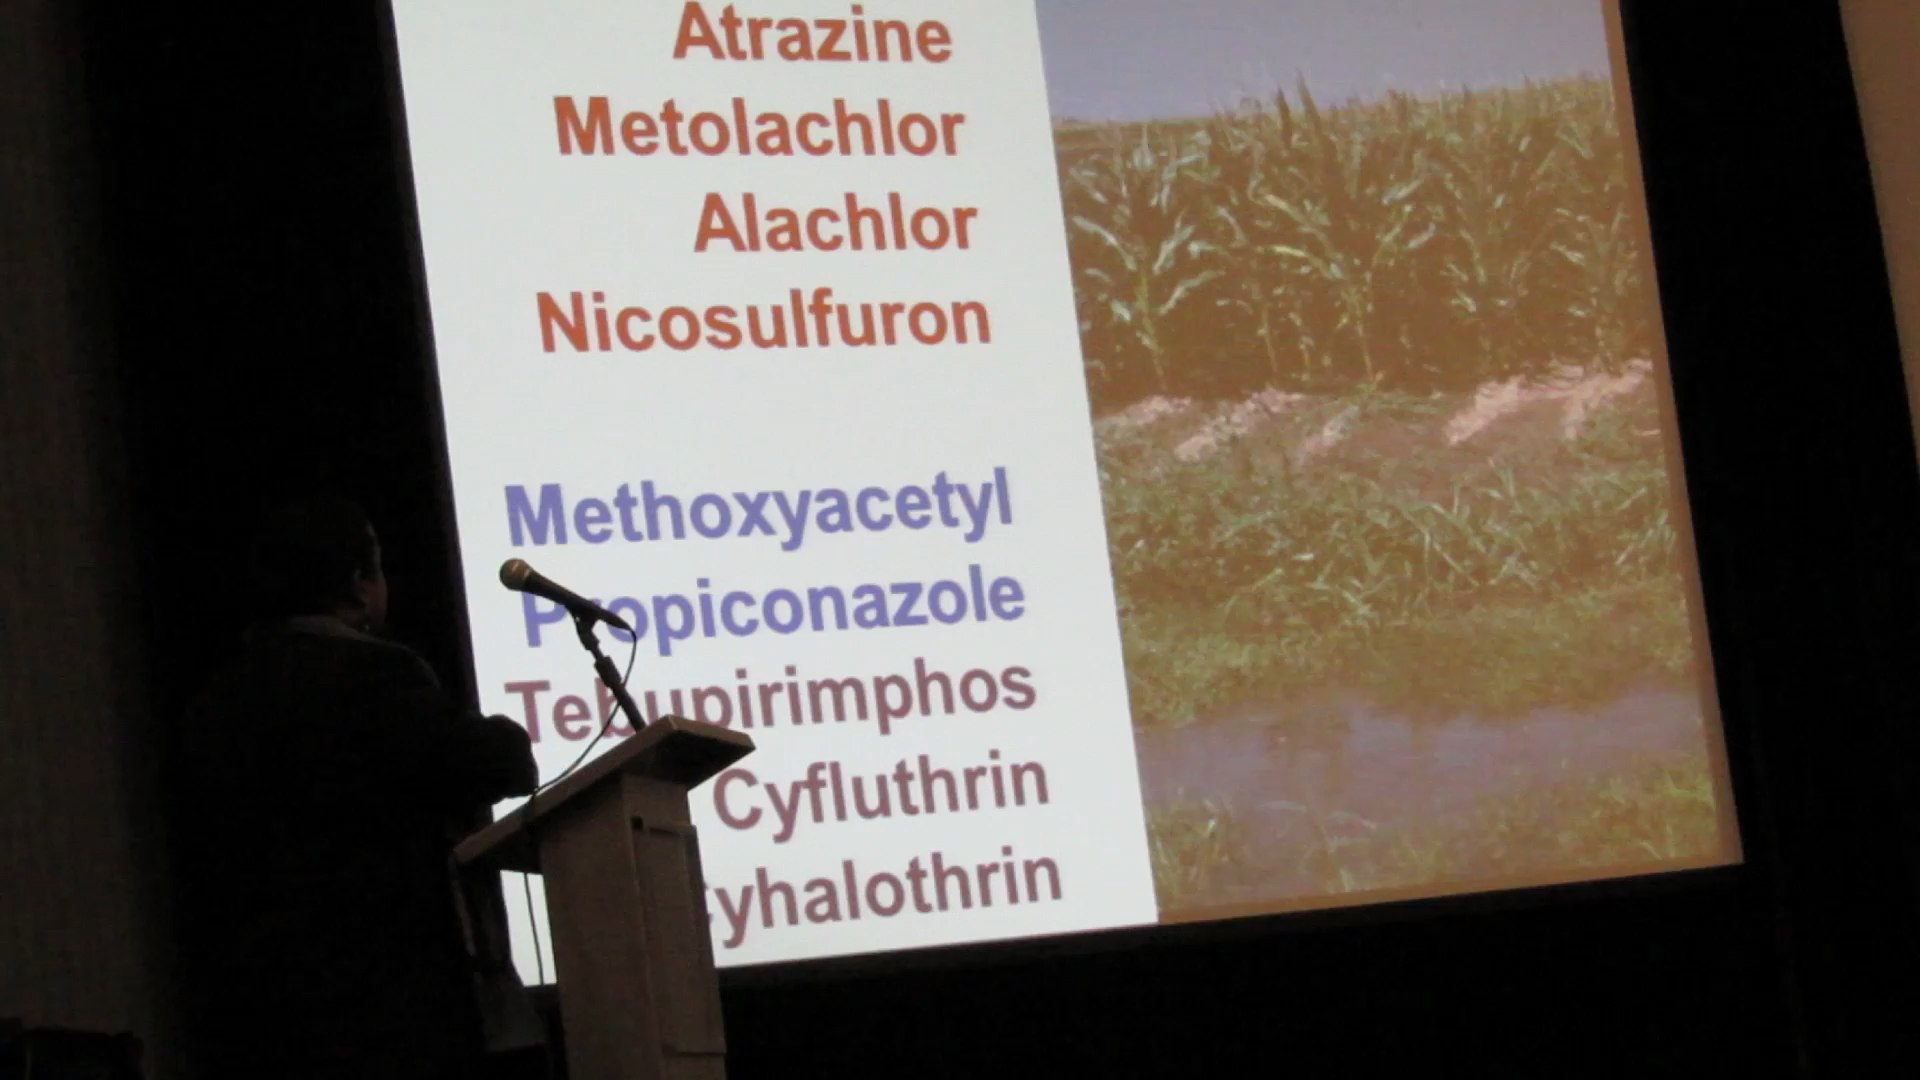 Atrazine
Metolachlor
Alachlor
Nicosulfuron
Methoxyacetyl
Propiconazole
Tebupirimphos
Cyfluthrin
yhalothrin